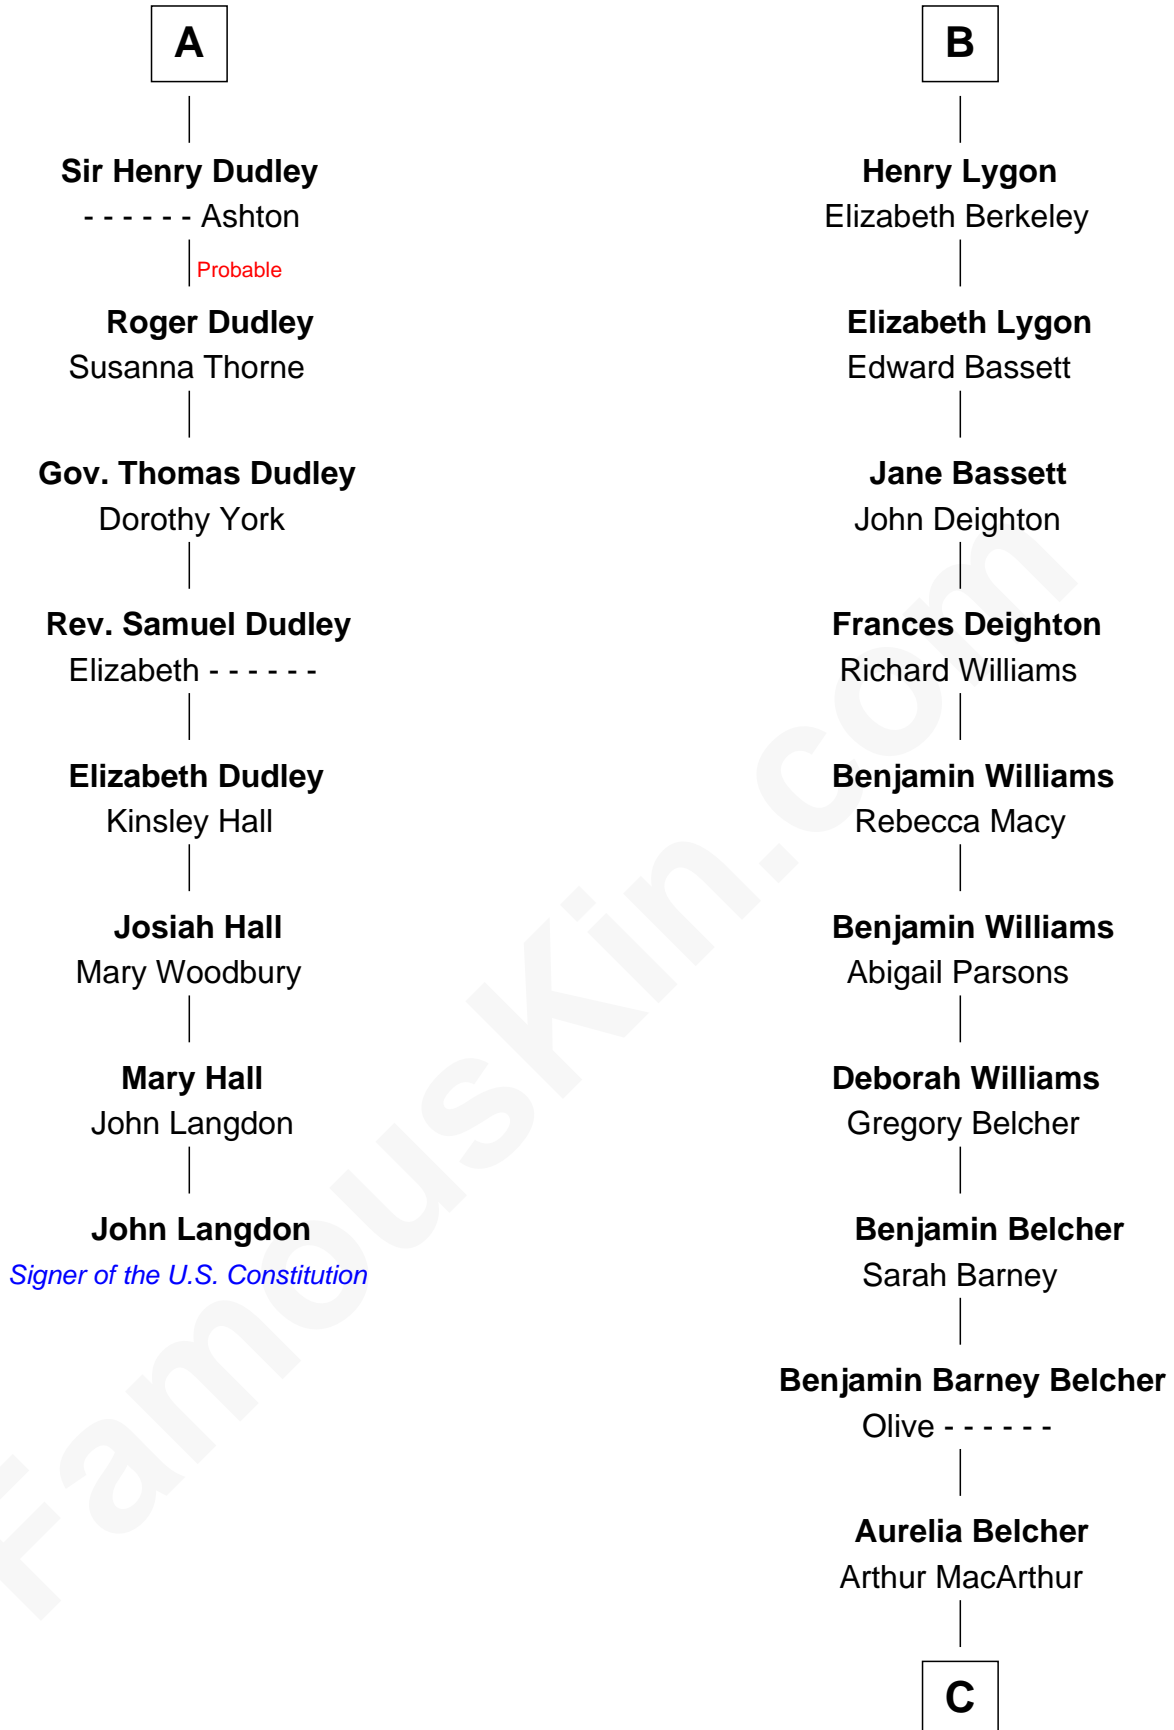 A
Sir Henry Dudley
- - - - - - Ashton
Probable
Roger Dudley
Susanna Thorne
Gov. Thomas Dudley
Dorothy York
Rev. Samuel Dudley
Elizabeth - - - - - -
Elizabeth Dudley
Kinsley Hall
Josiah Hall
Mary Woodbury
Mary Hall
John Langdon
John Langdon
Signer of the U.S. Constitution
B
Henry Lygon
Elizabeth Berkeley
Elizabeth Lygon
Edward Bassett
Jane Bassett
John Deighton
Frances Deighton
Richard Williams
Benjamin Williams
Rebecca Macy
Benjamin Williams
Abigail Parsons
Deborah Williams
Gregory Belcher
Benjamin Belcher
Sarah Barney
Benjamin Barney Belcher
Olive - - - - - -
Aurelia Belcher
Arthur MacArthur
C
FamousKin.com